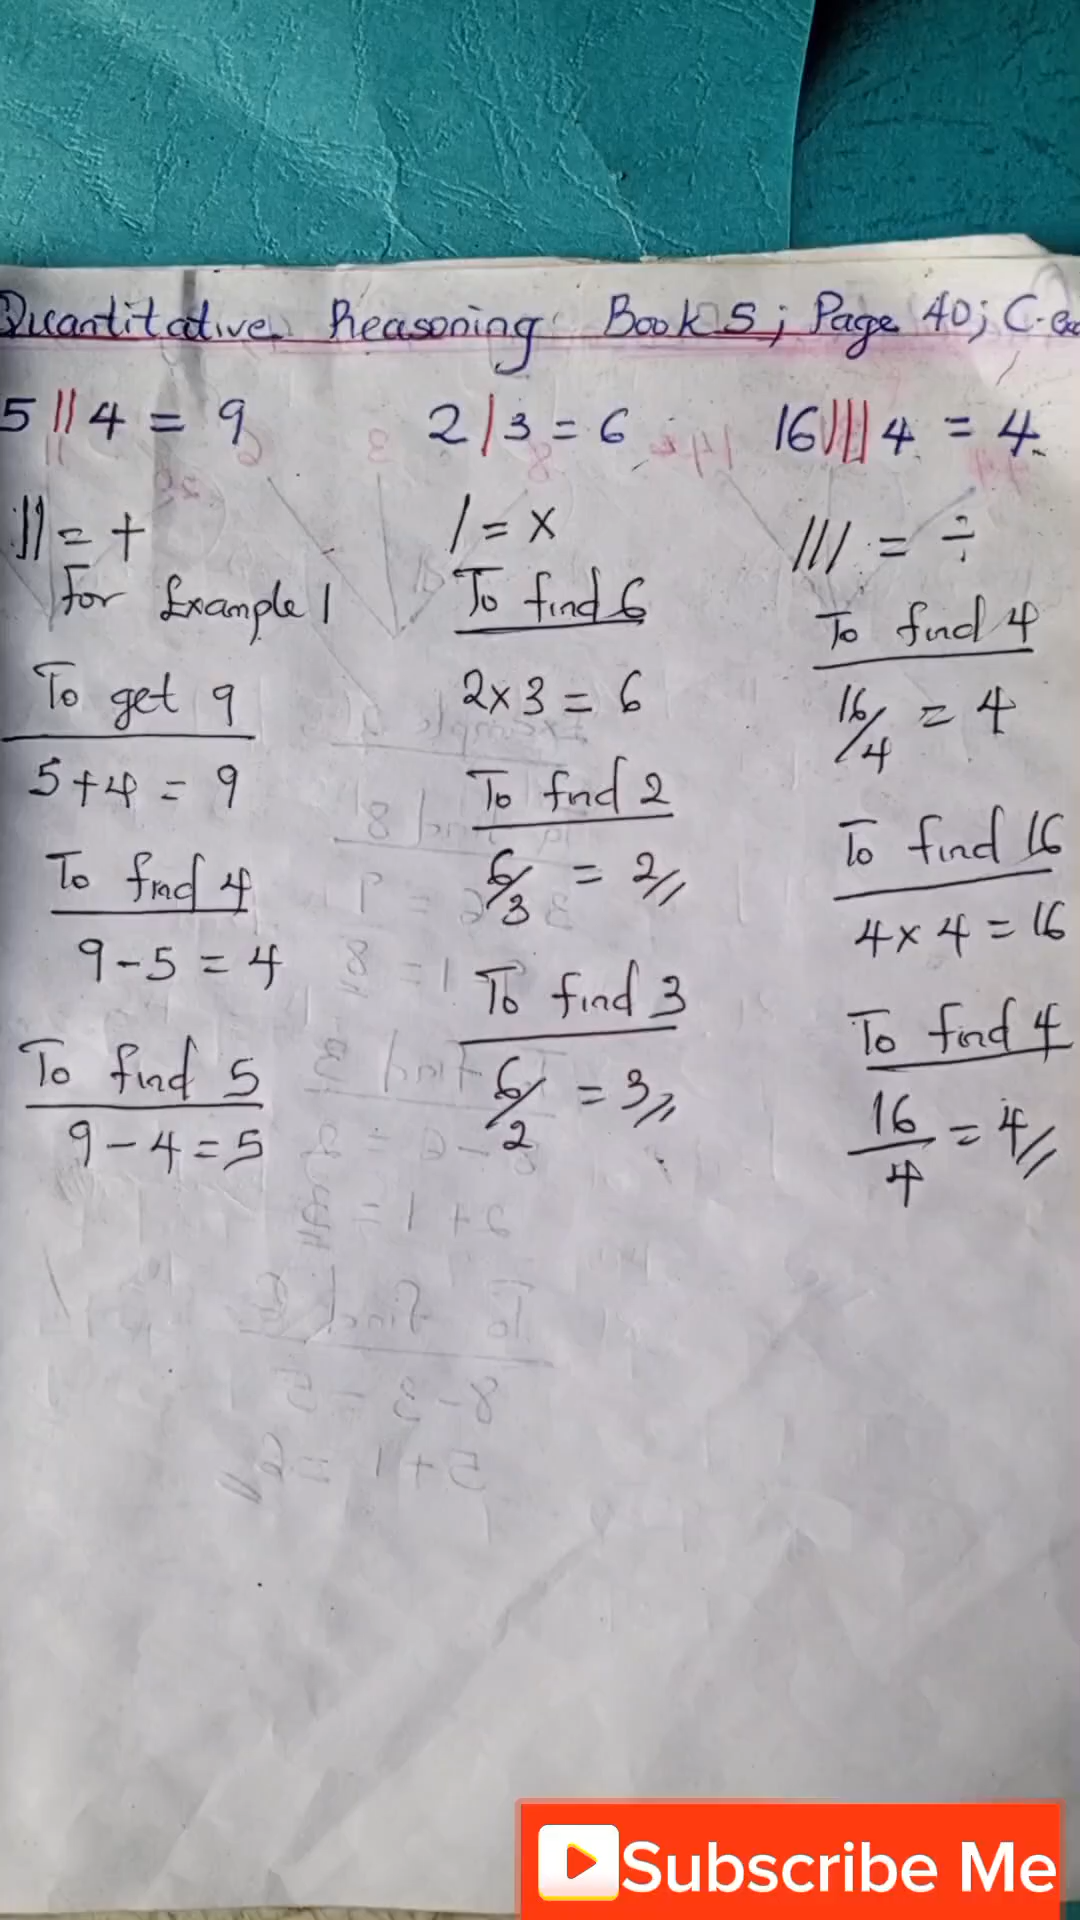 Quantitative Reasoning Book 5; Page 40; C-
5 || 4 = 9
|| = +
For Example 1
To get 9
5 + 4 = 9
To find 4
9 - 5 = 4
To find 5
9 - 4 = 5
2 / 3 = 6
/ = x
To find 6
2 x 3 = 6
To find 2
6/3 = 2//
To find 3
6/2 = 3//
16 /// 4 = 4
/// = ÷
To find 4
16/4 = 4
To find 16
4 x 4 = 16
To find 4
16/4 = 4//
Subscribe Me